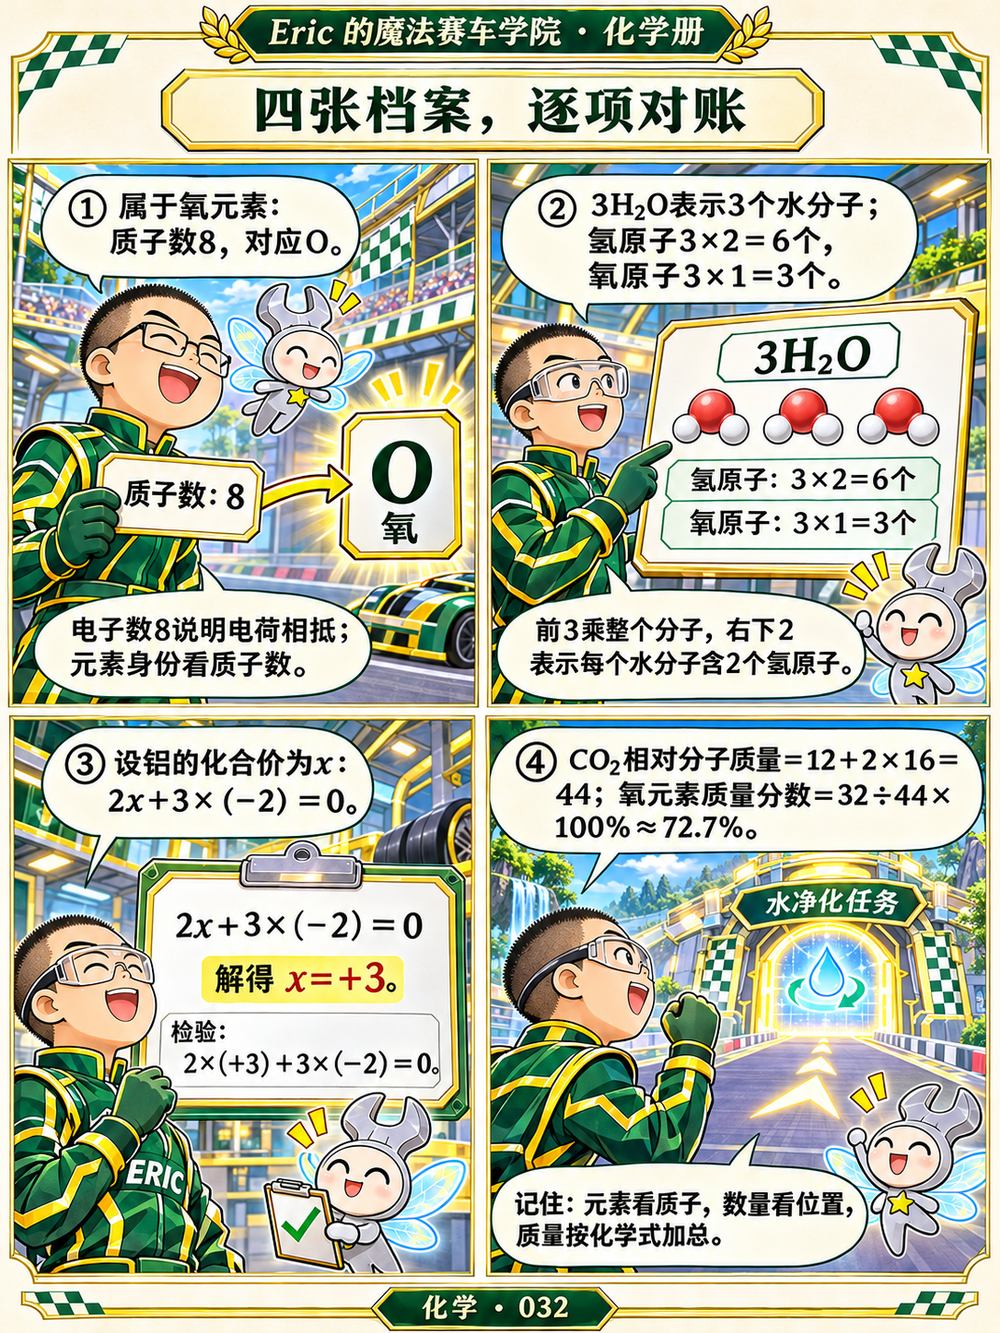 Eric 的魔法赛车学院 · 化学册
四张档案，逐项对账
① 属于氧元素：
质子数8，对应O。
质子数：8
O
氧
电子数8说明电荷相抵；
元素身份看质子数。
② 3H₂O表示3个水分子；
氢原子3×2＝6个，
氧原子3×1＝3个。
3H₂O
氢原子：3×2＝6个
氧原子：3×1＝3个
前3乘整个分子，右下2
表示每个水分子含2个氢原子。
③ 设铝的化合价为x：
2x＋3×(－2)＝0。
2x＋3×(－2)＝0
解得 x＝＋3。
检验：
2×(＋3)＋3×(－2)＝0。
ERIC
④ CO₂相对分子质量＝12＋2×16＝
44；氧元素质量分数＝32÷44×
100%≈72.7%。
水净化任务
记住：元素看质子，数量看位置，
质量按化学式加总。
化学 · 032